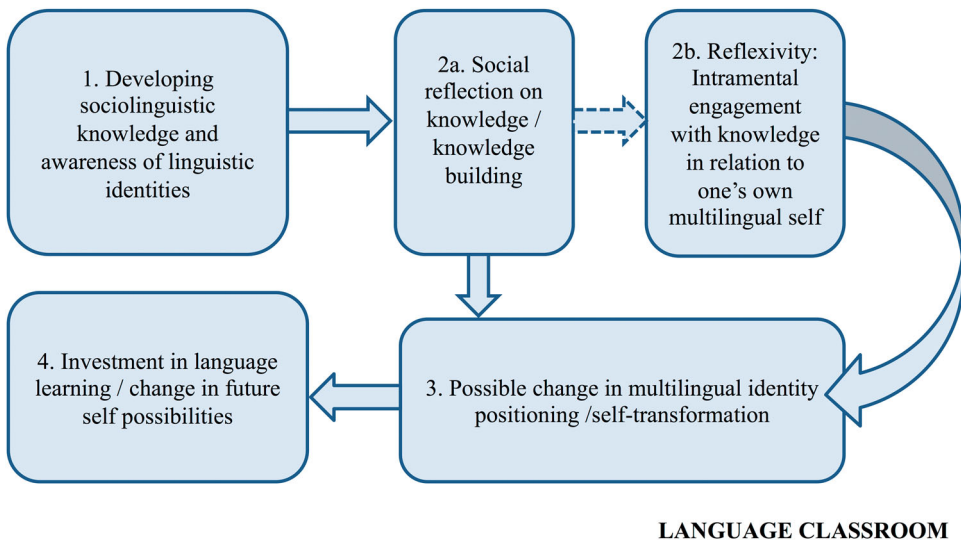 1. Developing
sociolinguistic
knowledge and
awareness of linguistic
identities
2a. Social
reflection on
knowledge /
knowledge
building
2b. Reflexivity:
Intramental
engagement
with knowledge
in relation to
one’s own
multilingual self
3. Possible change in multilingual identity
positioning /self-transformation
4. Investment in language
learning / change in future
self possibilities
LANGUAGE CLASSROOM